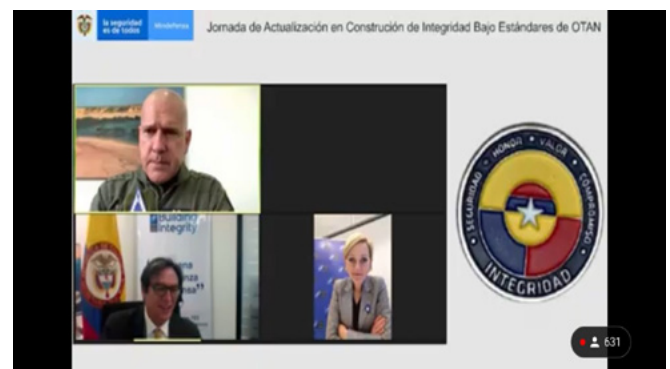 la seguridad
es de todos
Mindefensa
Jornada de Actualización en Construción de Integridad Bajo Estándares de OTAN
Building
Integrity
SEGURIDAD • HONOR • VALOR • COMPROMISO
INTEGRIDAD
631